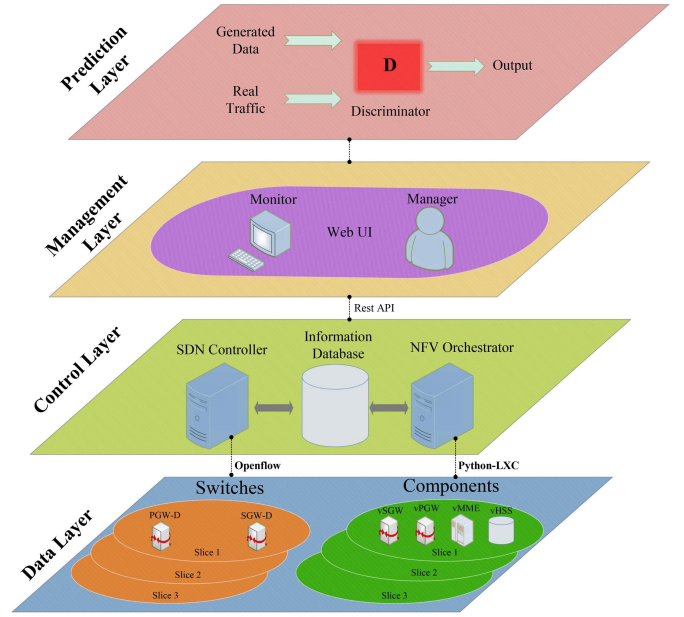 Prediction
Layer
Generated
Data
Real
Traffic
D
Discriminator
Output
Management
Layer
Monitor
Web UI
Manager
Rest API
Control Layer
SDN Controller
Information
Database
NFV Orchestrator
Openflow
Python-LXC
Data Layer
Switches
PGW-D
SGW-D
Slice 1
Slice 2
Slice 3
Components
vSGW
vPGW
vMME
vHSS
Slice 1
Slice 2
Slice 3